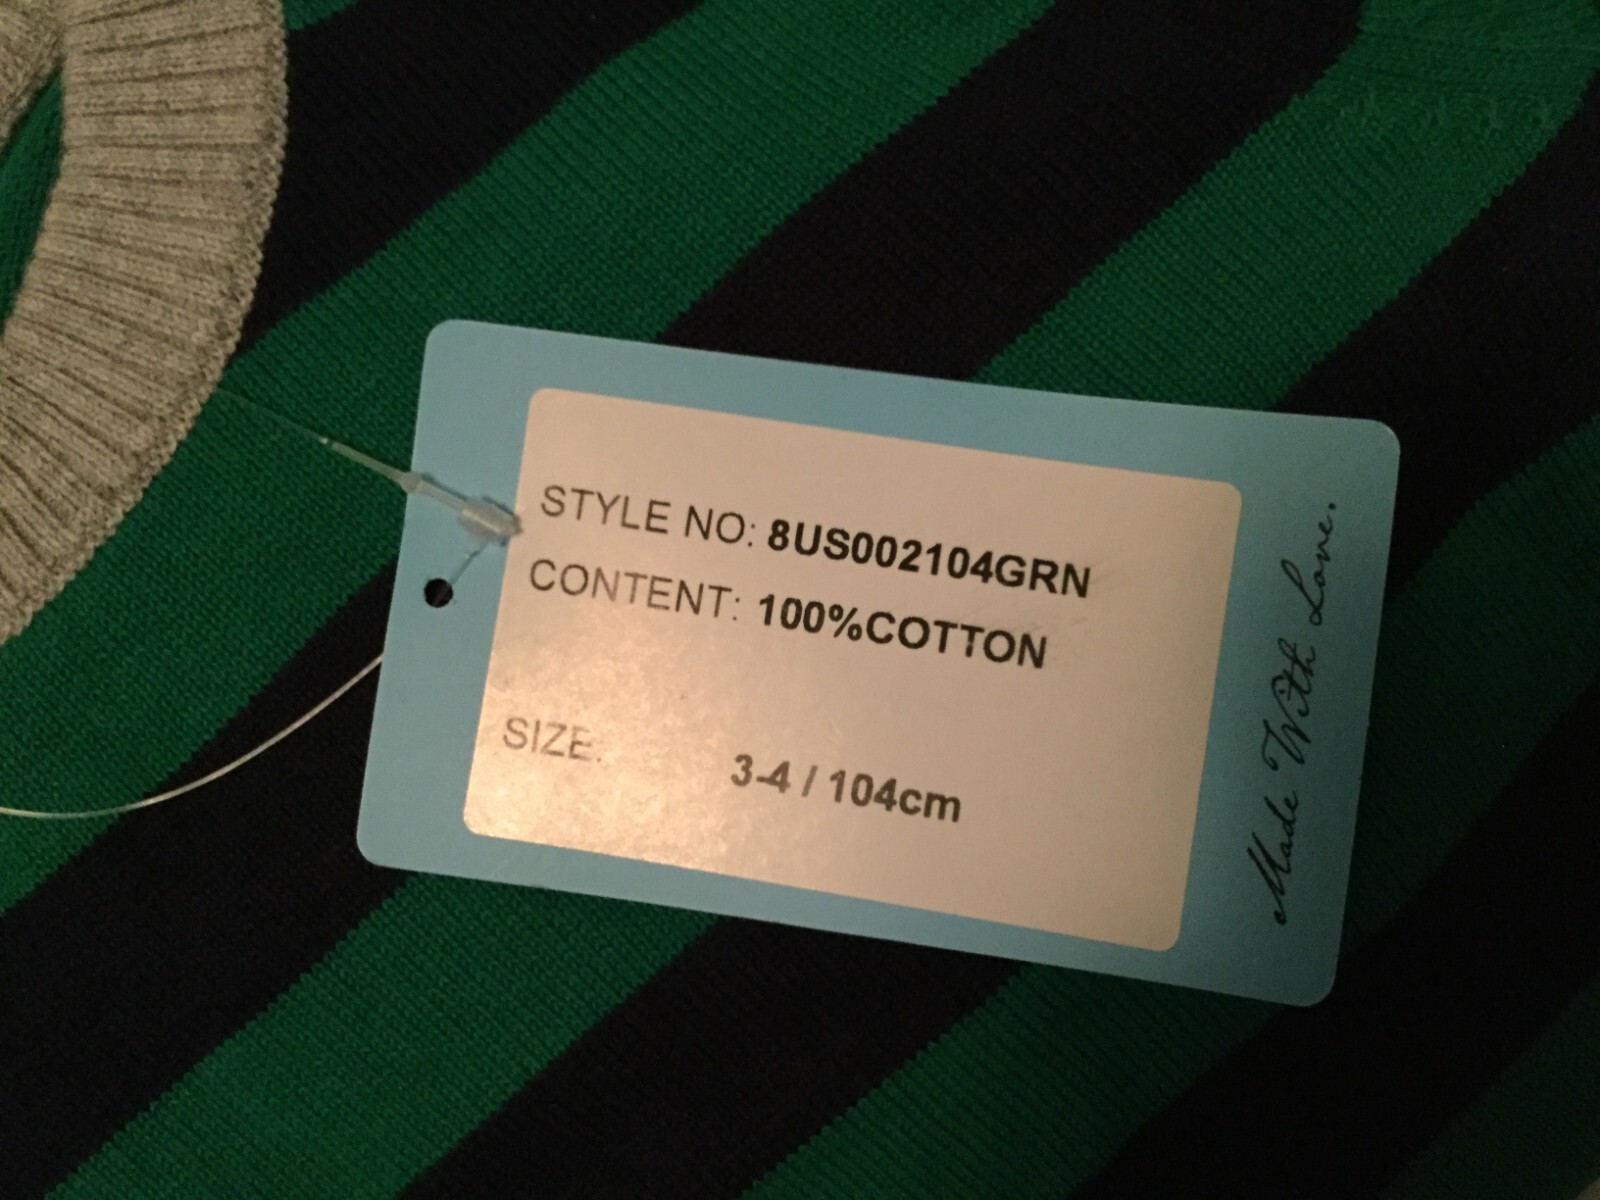 STYLE NO: 8US002104GRN
CONTENT: 100%COTTON
SIZE: 3-4 / 104cm
Made With Love.